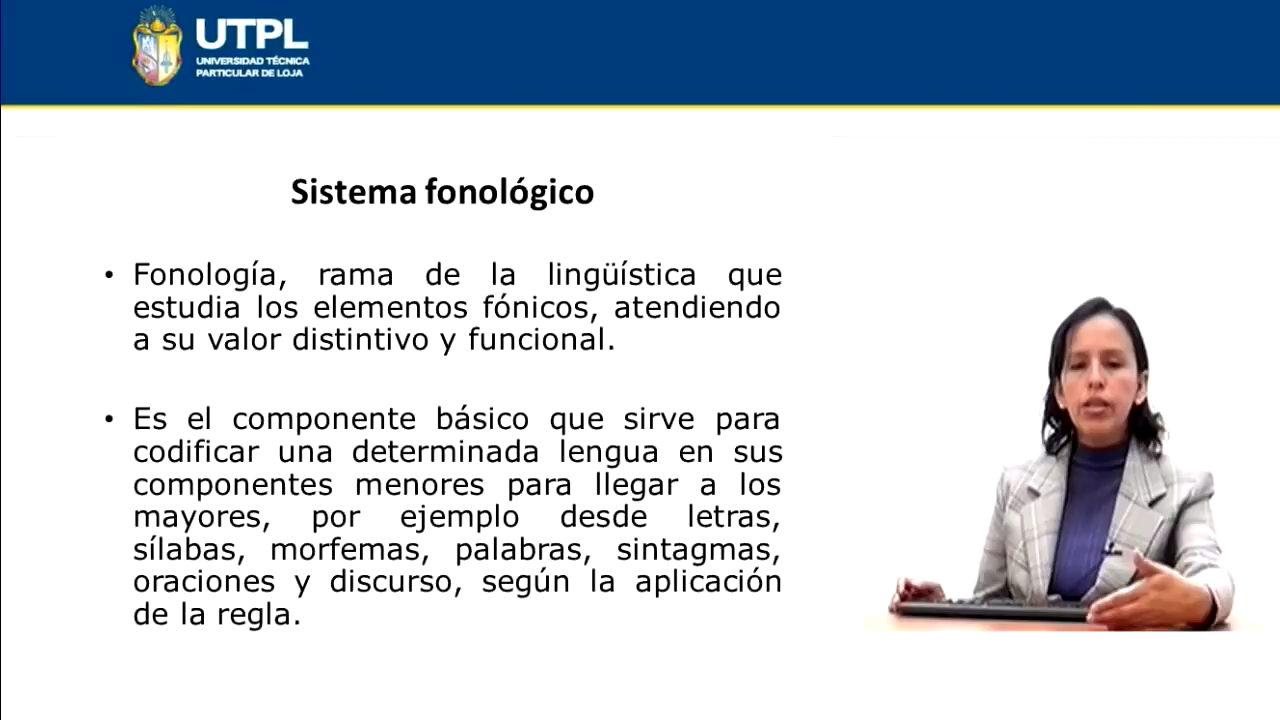 UTPL
UNIVERSIDAD TÉCNICA
PARTICULAR DE LOJA
Sistema fonológico
• Fonología, rama de la lingüística que
estudia los elementos fónicos, atendiendo
a su valor distintivo y funcional.
• Es el componente básico que sirve para
codificar una determinada lengua en sus
componentes menores para llegar a los
mayores, por ejemplo desde letras,
sílabas, morfemas, palabras, sintagmas,
oraciones y discurso, según la aplicación
de la regla.